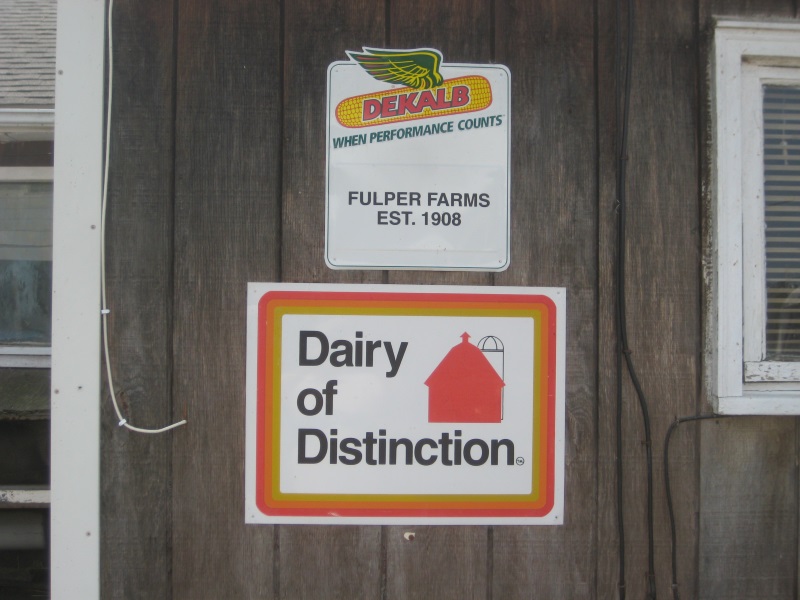 DEKALB
WHEN PERFORMANCE COUNTS
FULPER FARMS
EST. 1908
Dairy
of
Distinction